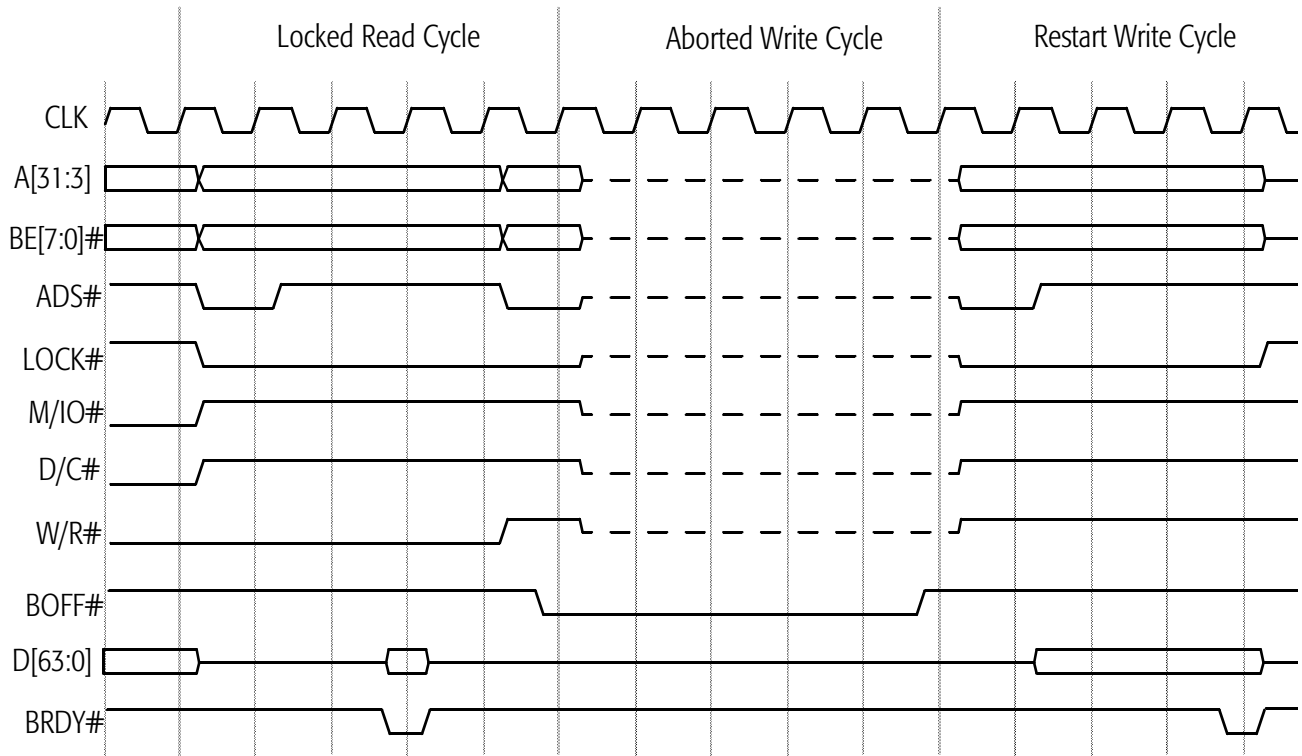 Locked Read Cycle Aborted Write Cycle Restart Write Cycle
CLK
A[31:3]
BE[7:0]#
ADS#
LOCK#
M/IO#
D/C#
W/R#
BOFF#
D[63:0]
BRDY#